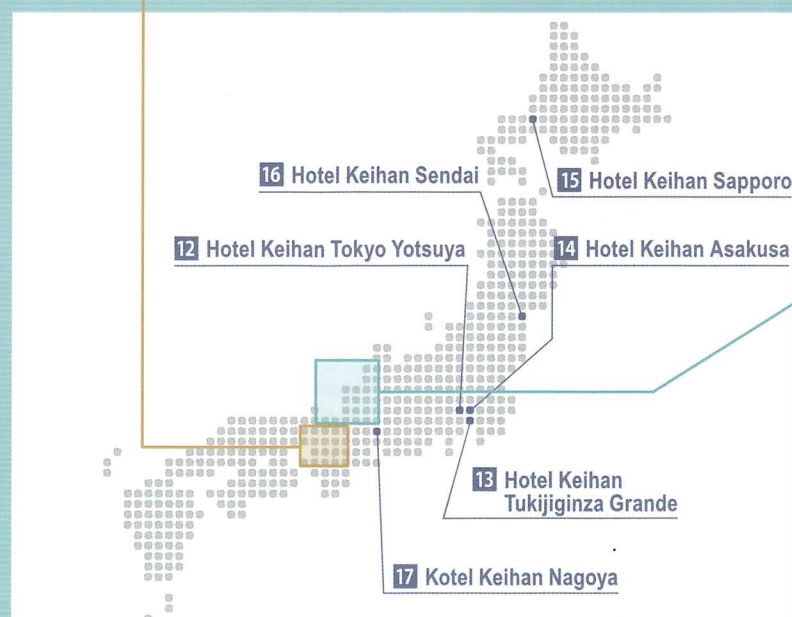 16 Hotel Keihan Sendai
15 Hotel Keihan Sapporo
12 Hotel Keihan Tokyo Yotsuya
14 Hotel Keihan Asakusa
13 Hotel Keihan
Tukijiginza Grande
17 Kotel Keihan Nagoya